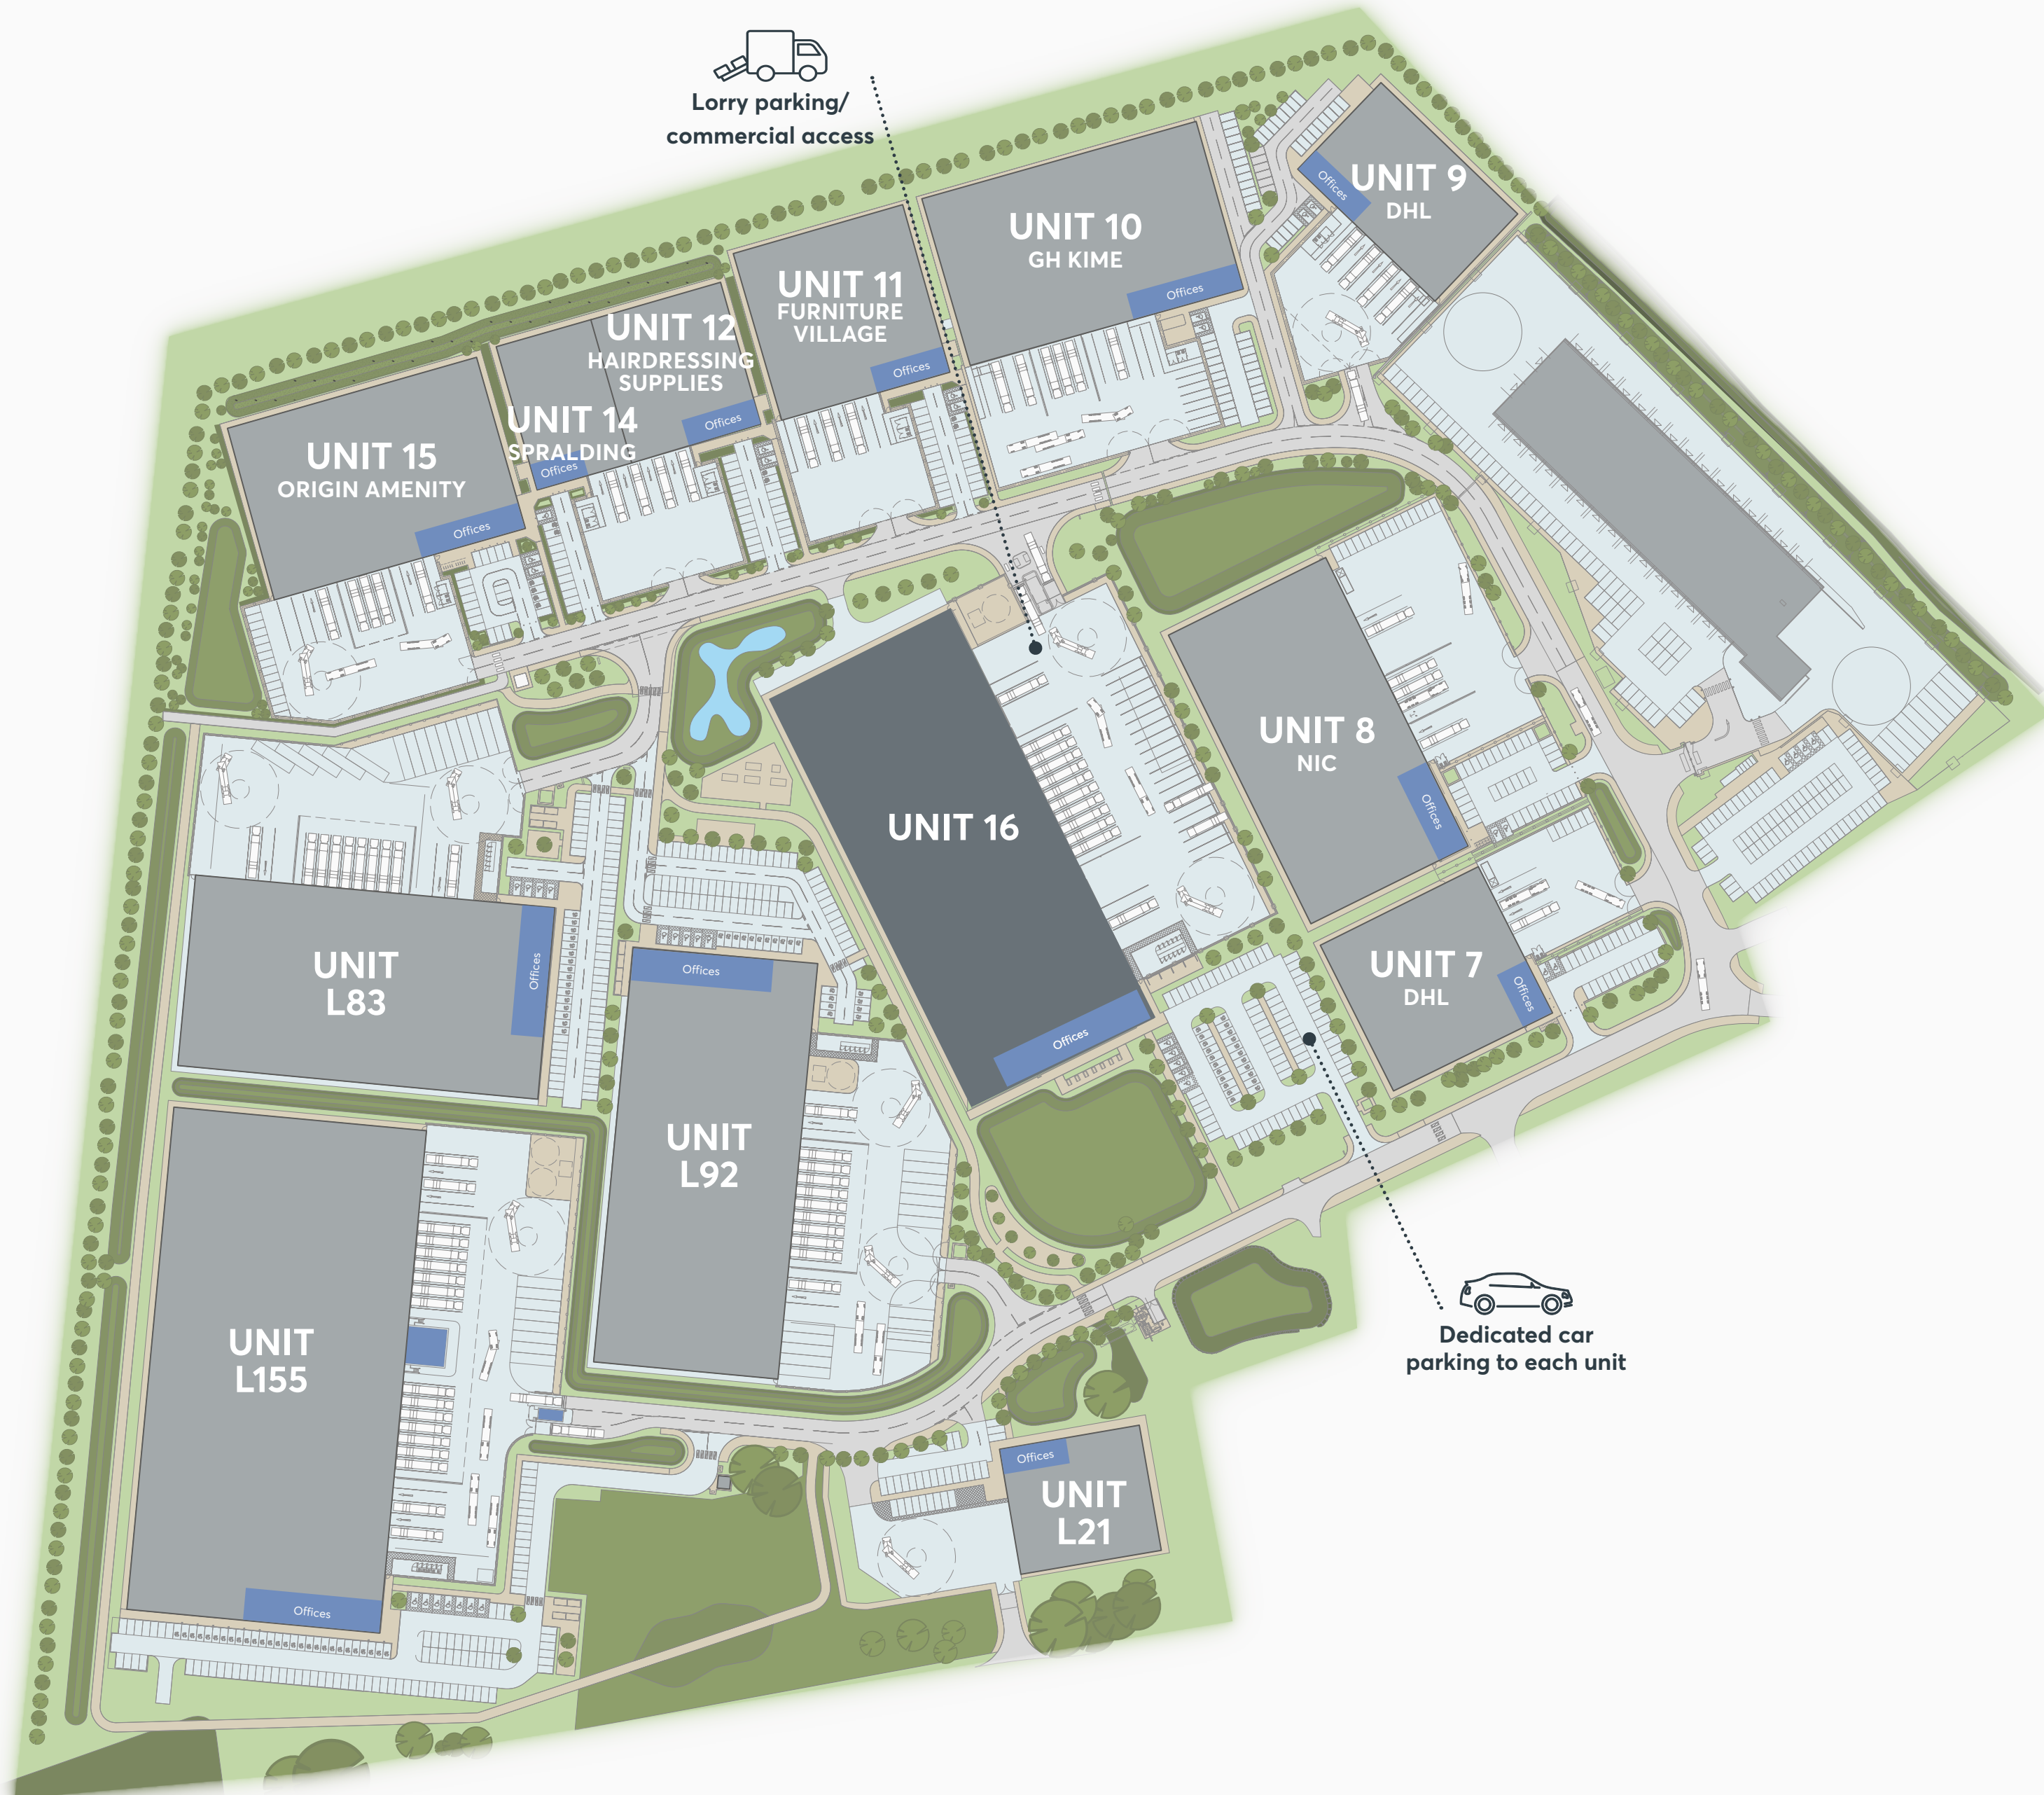 Lorry parking/
commercial access
UNIT 9
DHL
Offices
UNIT 10
GH KIME
Offices
UNIT 11
FURNITURE
VILLAGE
Offices
UNIT 12
HAIRDRESSING
SUPPLIES
Offices
UNIT 14
SPRALDING
Offices
UNIT 15
ORIGIN AMENITY
Offices
UNIT 8
NIC
Offices
UNIT 16
Offices
UNIT 7
DHL
Offices
UNIT
L83
Offices
Offices
UNIT
L92
UNIT
L155
Offices
Dedicated car
parking to each unit
Offices
UNIT
L21